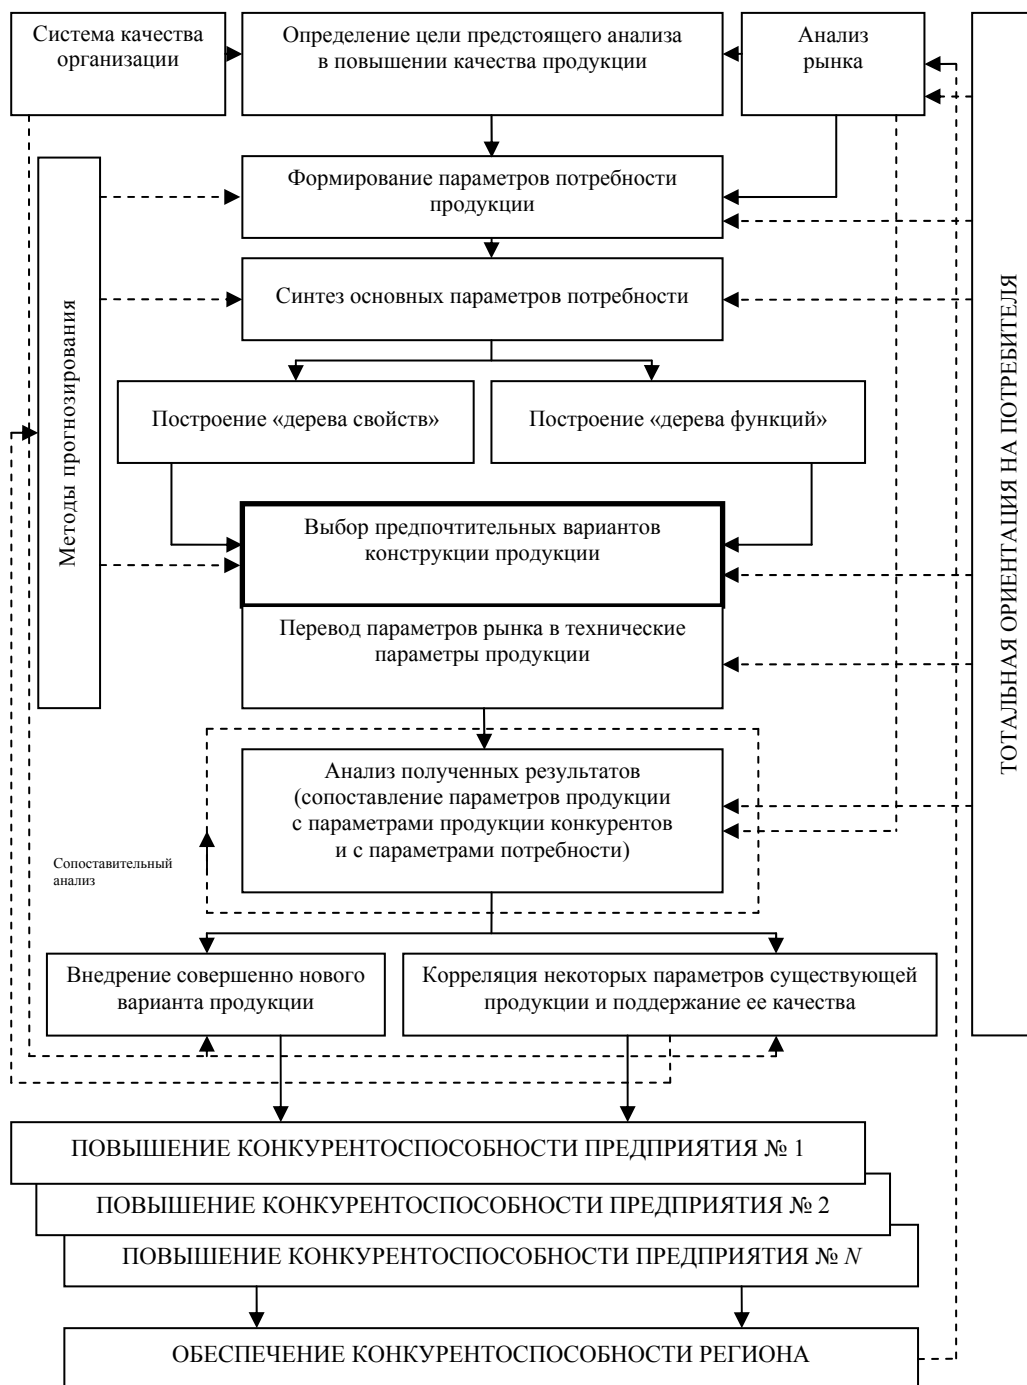 Система качества
организации
Определение цели предстоящего анализа
в повышении качества продукции
Анализ
рынка
Формирование параметров потребности
продукции
Синтез основных параметров потребности
Методы прогнозирования
ТОТАЛЬНАЯ ОРИЕНТАЦИЯ НА ПОТРЕБИТЕЛЯ
Построение «дерева свойств»
Построение «дерева функций»
Выбор предпочтительных вариантов
конструкции продукции
Перевод параметров рынка в технические
параметры продукции
Анализ полученных результатов
(сопоставление параметров продукции
с параметрами продукции конкурентов
и с параметрами потребности)
Сопоставительный
анализ
Внедрение совершенно нового
варианта продукции
Корреляция некоторых параметров существующей
продукции и поддержание ее качества
ПОВЫШЕНИЕ КОНКУРЕНТОСПОСОБНОСТИ ПРЕДПРИЯТИЯ № 1
ПОВЫШЕНИЕ КОНКУРЕНТОСПОСОБНОСТИ ПРЕДПРИЯТИЯ № 2
ПОВЫШЕНИЕ КОНКУРЕНТОСПОСОБНОСТИ ПРЕДПРИЯТИЯ № N
ОБЕСПЕЧЕНИЕ КОНКУРЕНТОСПОСОБНОСТИ РЕГИОНА